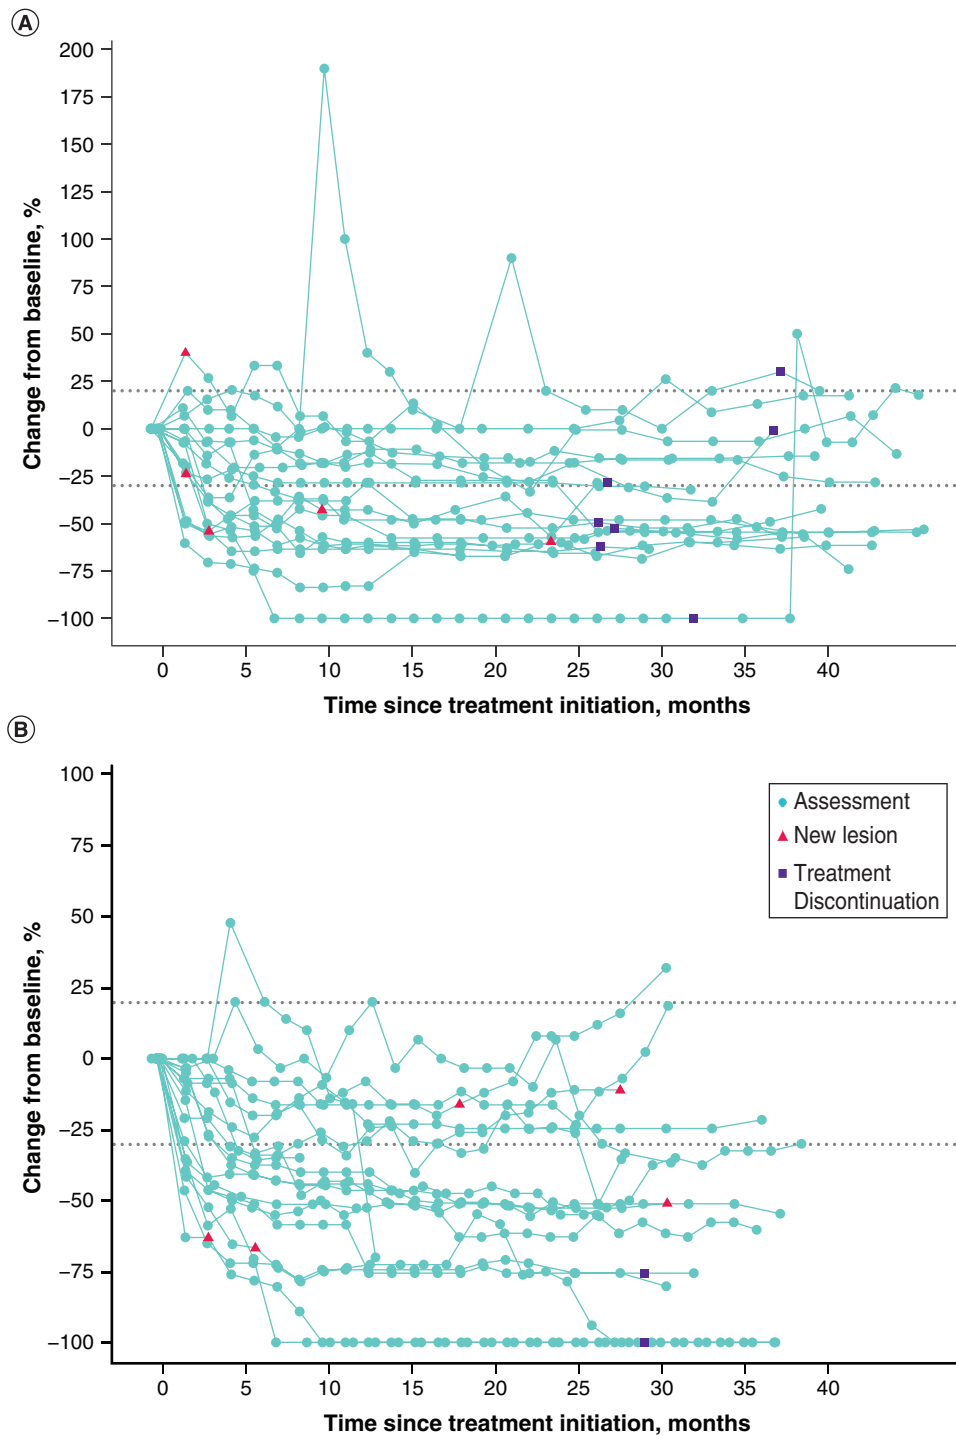 A
Change from baseline, %
200
175
150
125
100
75
50
25
0
−25
−50
−75
−100
0 5 10 15 20 25 30 35 40
Time since treatment initiation, months
B
Change from baseline, %
100
75
50
25
0
−25
−50
−75
−100
Assessment
New lesion
Treatment
Discontinuation
0 5 10 15 20 25 30 35 40
Time since treatment initiation, months